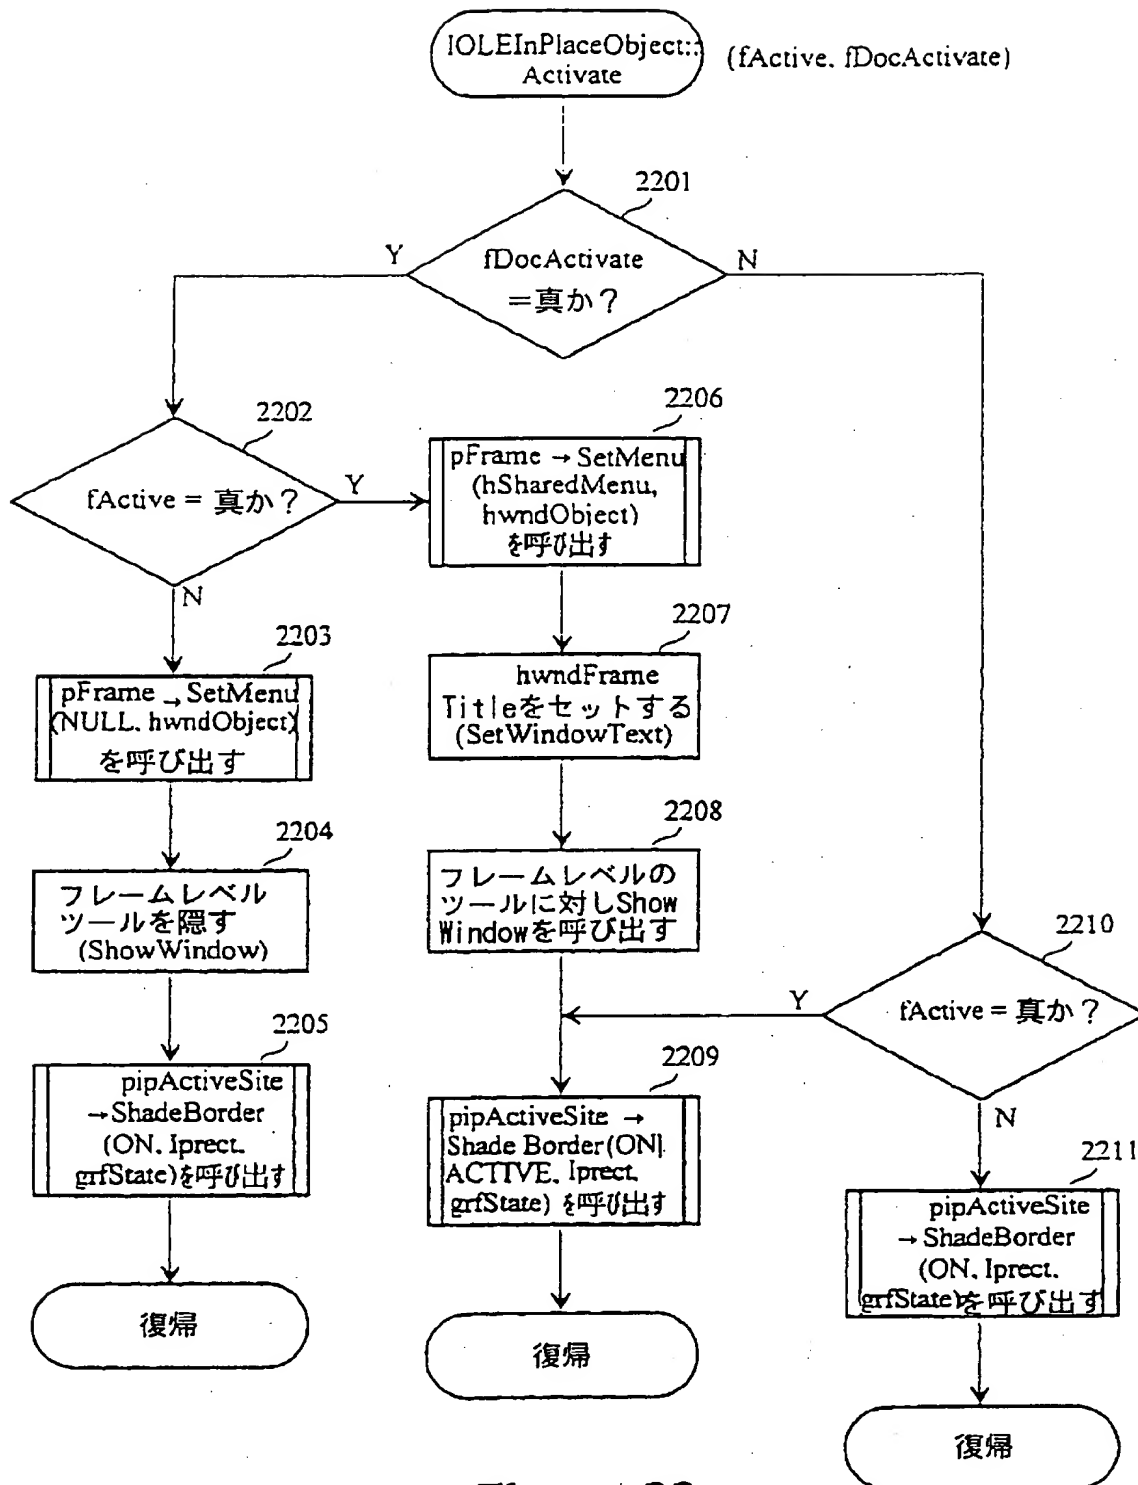 IOLEInPlaceObject::
Activate
(fActive. fDocActivate)
2201
fDocActivate
=真か？
Y
N
2202
fActive = 真か？
Y
N
2206
pFrame → SetMenu
(hSharedMenu,
hwndObject)
を呼び出す
2203
pFrame → SetMenu
(NULL. hwndObject)
を呼び出す
2207
hwndFrame
Titleをセットする
(SetWindowText)
2204
フレームレベル
ツールを隠す
(ShowWindow)
2208
フレームレベルの
ツールに対しShow
Windowを呼び出す
2210
fActive = 真か？
Y
N
2205
pipActiveSite
→ShadeBorder
(ON. Iprect.
grfState)を呼び出す
2209
pipActiveSite →
Shade Border(ON|
ACTIVE. Iprect.
grfState) を呼び出す
2211
pipActiveSite
→ ShadeBorder
(ON. Iprect.
grfState)を呼び出す
復帰
復帰
復帰